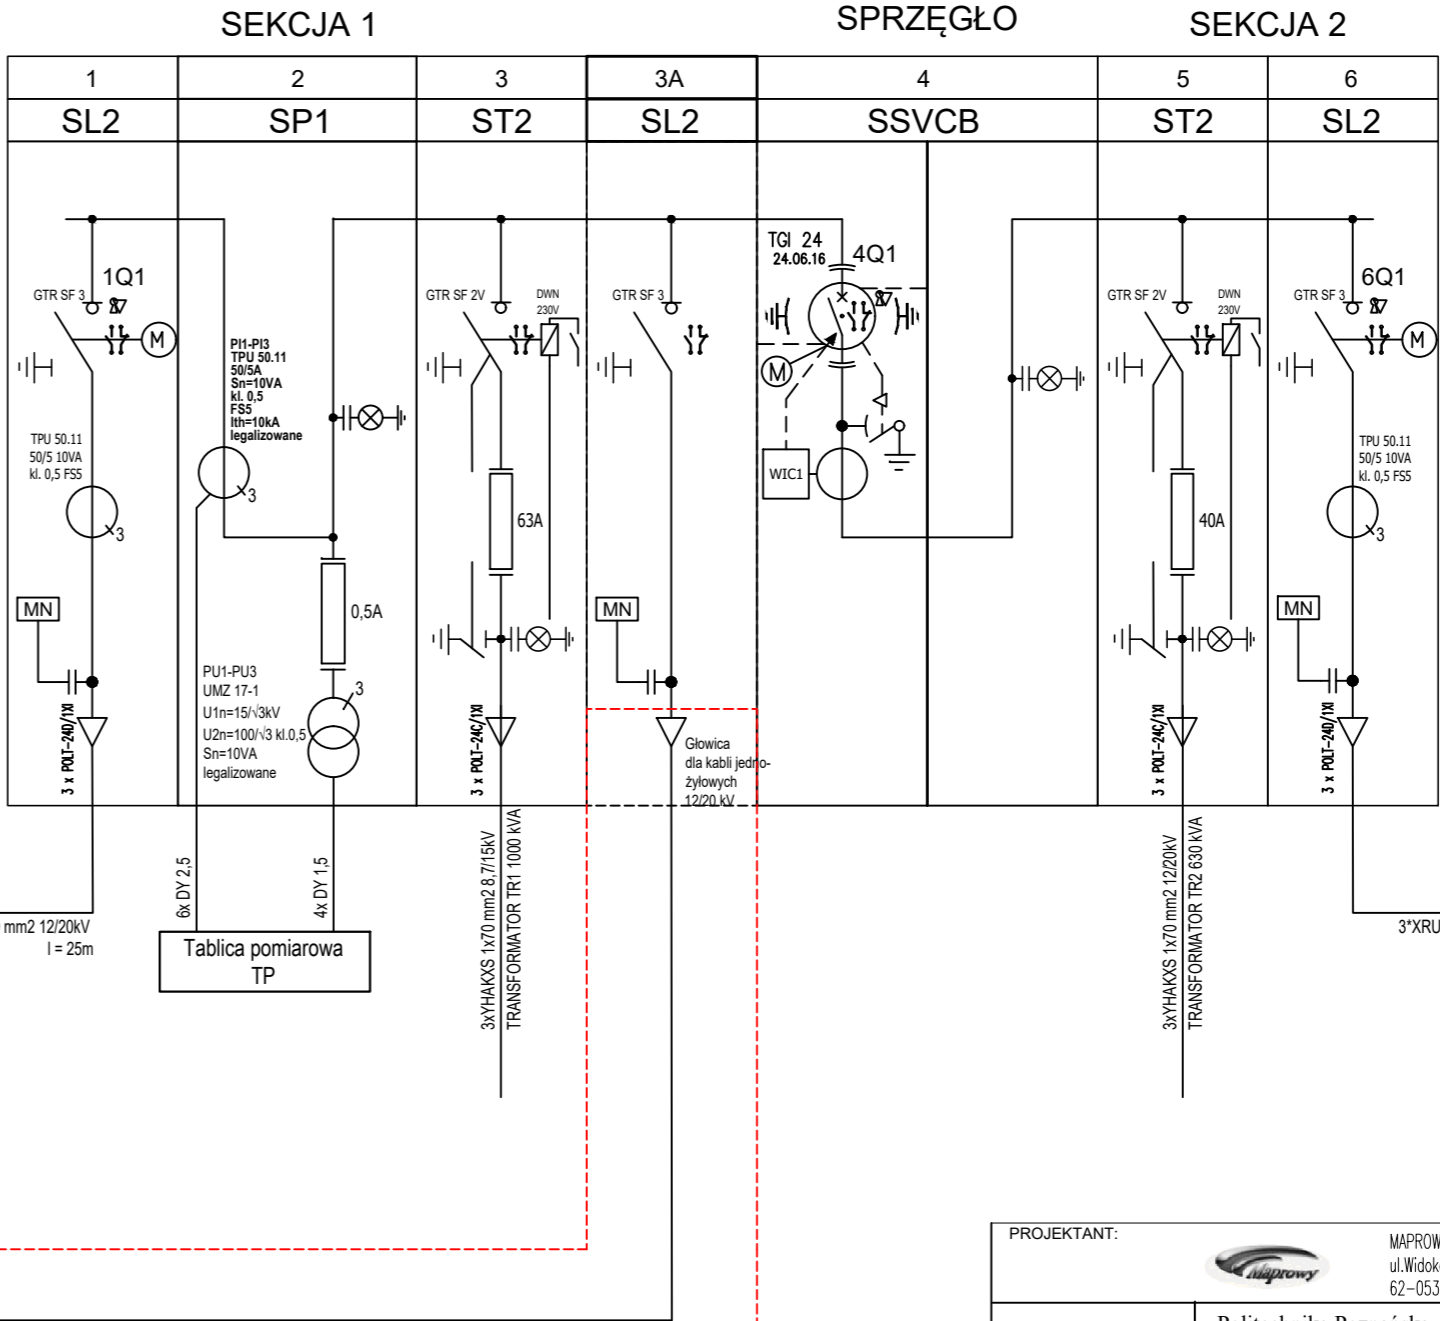 SEKCJA 1
SPRZĘGŁO
SEKCJA 2
1
2
3
3A
4
5
6
SL2
SP1
ST2
SL2
SSVCB
ST2
SL2
1Q1
GTR SF 3
M
TPU 50.11
50/5 10VA
kl. 0,5 FS5
3
MN
3 x POLT-24D/1XI
PI1-PI3
TPU 50.11
50/5A
Sn=10VA
kl. 0,5
FS5
Ith=10kA
legalizowane
3
0,5A
PU1-PU3
UMZ 17-1
U1n=15/√3kV
U2n=100/√3 kl.0,5
Sn=10VA
legalizowane
3
GTR SF 2V
DWN
230V
63A
3 x POLT-24C/1XI
GTR SF 3
MN
Głowica
dla kabli jedno-
żyłowych
12/20 kV
TGI 24
24.06.16
4Q1
M
WIC1
GTR SF 2V
DWN
230V
40A
3 x POLT-24C/1XI
6Q1
GTR SF 3
M
TPU 50.11
50/5 10VA
kl. 0,5 FS5
3
MN
3 x POLT-24D/1XI
mm2 12/20kV
l = 25m
6x DY 2,5
4x DY 1,5
Tablica pomiarowa
TP
3xYHAKXS 1x70 mm2 8,7/15kV
TRANSFORMATOR TR1 1000 kVA
3xYHAKXS 1x70 mm2 12/20kV
TRANSFORMATOR TR2 630 kVA
3*XRU
PROJEKTANT:
Maprowy
MAPROW
ul.Widok
62-053